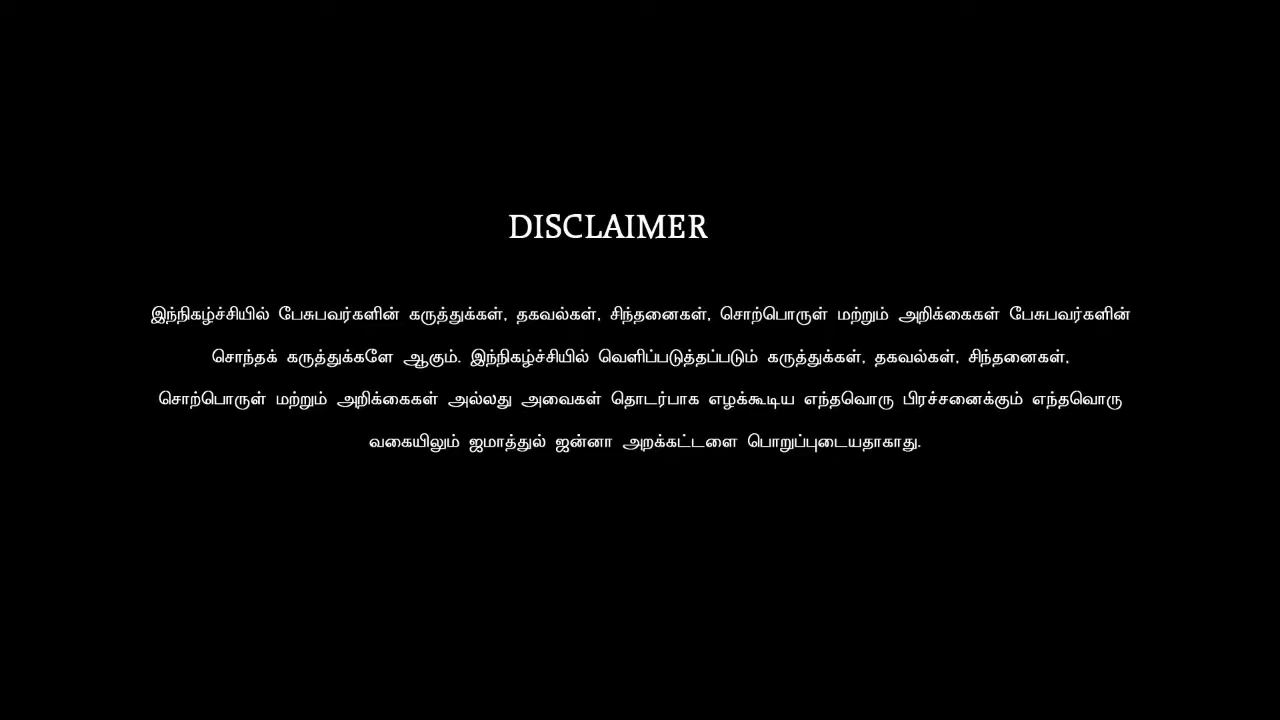 DISCLAIMER
இந்நிகழ்ச்சியில் பேசுபவர்களின் கருத்துக்கள், தகவல்கள், சிந்தனைகள், சொற்பொருள் மற்றும் அறிக்கைகள் பேசுபவர்களின்
சொந்தக் கருத்துக்களே ஆகும். இந்நிகழ்ச்சியில் வெளிப்படுத்தப்படும் கருத்துக்கள், தகவல்கள், சிந்தனைகள்,
சொற்பொருள் மற்றும் அறிக்கைகள் அல்லது அவைகள் தொடர்பாக எழக்கூடிய எந்தவொரு பிரச்சனைக்கும் எந்தவொரு
வகையிலும் ஜமாத்துல் ஜன்னா அறக்கட்டளை பொறுப்புடையதாகாது.